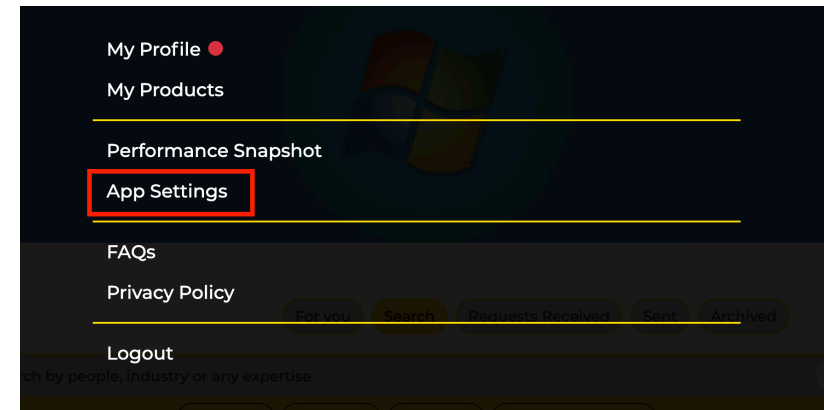 My Profile
My Products
Performance Snapshot
App Settings
FAQs
Privacy Policy
For you Search Requests Received Sent Archived
Logout
rch by people, industry or any expertise